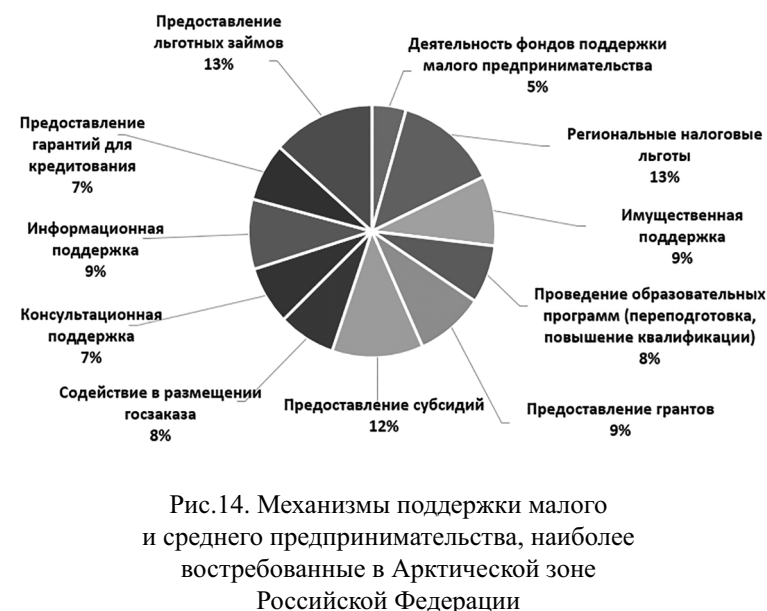 Предоставление
льготных займов
13%
Деятельность фондов поддержки
малого предпринимательства
5%
Региональные налоговые
льготы
13%
Имущественная
поддержка
9%
Проведение образовательных
программ (переподготовка,
повышение квалификации)
8%
Предоставление грантов
9%
Предоставление субсидий
12%
Содействие в размещении
госзаказа
8%
Консультационная
поддержка
7%
Информационная
поддержка
9%
Предоставление
гарантий для
кредитования
7%
Рис.14. Механизмы поддержки малого
и среднего предпринимательства, наиболее
востребованные в Арктической зоне
Российской Федерации